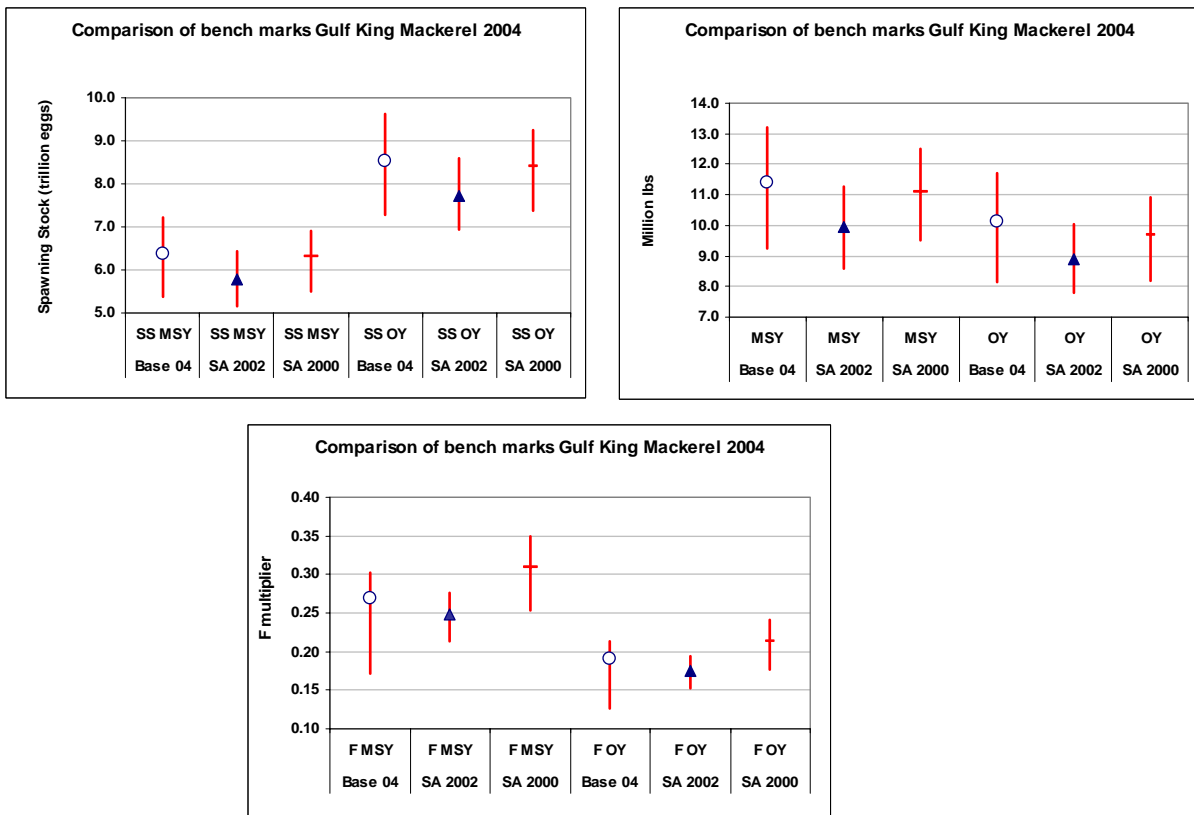 Comparison of bench marks Gulf King Mackerel 2004
Spawning Stock (trillion eggs)
10.0
9.0
8.0
7.0
6.0
5.0
SS MSY SS MSY SS MSY SS OY SS OY SS OY
Base 04 SA 2002 SA 2000 Base 04 SA 2002 SA 2000
Comparison of bench marks Gulf King Mackerel 2004
Million lbs
14.0
13.0
12.0
11.0
10.0
9.0
8.0
7.0
MSY MSY MSY OY OY OY
Base 04 SA 2002 SA 2000 Base 04 SA 2002 SA 2000
Comparison of bench marks Gulf King Mackerel 2004
F multiplier
0.40
0.35
0.30
0.25
0.20
0.15
0.10
F MSY F MSY F MSY F OY F OY F OY
Base 04 SA 2002 SA 2000 Base 04 SA 2002 SA 2000